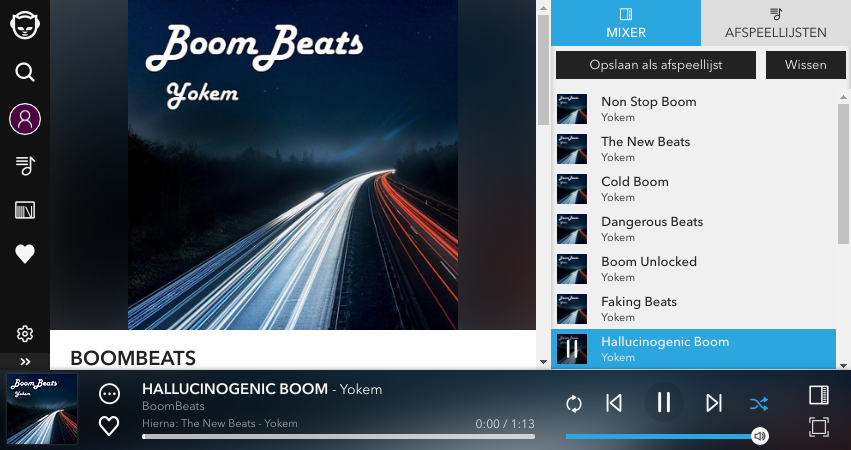 Boom Beats
Yokem
BOOMBEATS
MIXER
AFSPEELLIJSTEN
Opslaan als afspeellijst
Wissen
Non Stop Boom
Yokem
The New Beats
Yokem
Cold Boom
Yokem
Dangerous Beats
Yokem
Boom Unlocked
Yokem
Faking Beats
Yokem
Hallucinogenic Boom
Yokem
Boom Beats
Yokem
HALLUCINOGENIC BOOM - Yokem
BoomBeats
Hierna: The New Beats - Yokem
0:00 / 1:13